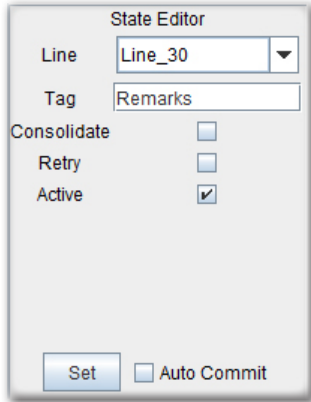 State Editor
Line Line_30
Tag Remarks
Consolidate
Retry
Active
Set Auto Commit